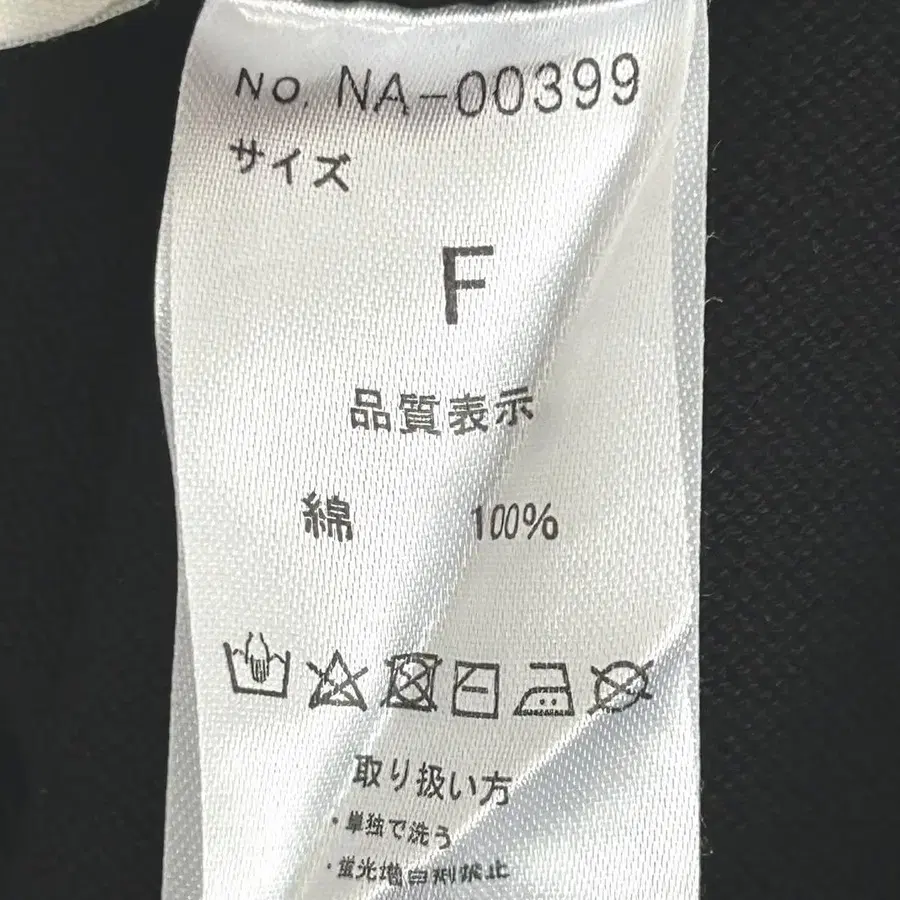 No. NA-00399
サイズ
F
品質表示
綿 100%
取り扱い方
・単独で洗う
・蛍光増白剤禁止